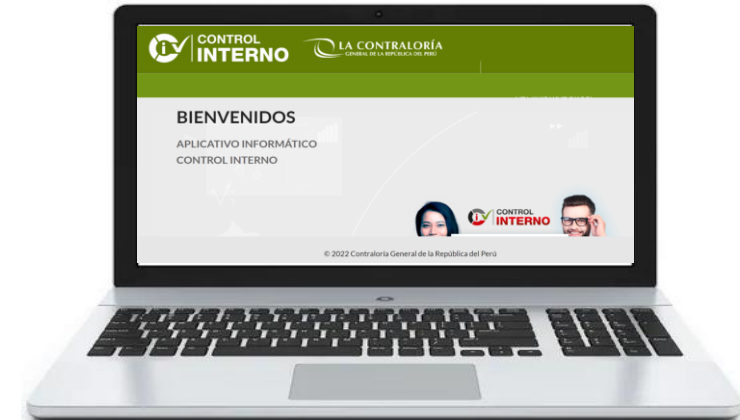 CONTROL
INTERNO
LA CONTRALORÍA
GENERAL DE LA REPÚBLICA DEL PERÚ
BIENVENIDOS
APLICATIVO INFORMÁTICO
CONTROL INTERNO
CONTROL
INTERNO
© 2022 Contraloría General de la República del Perú